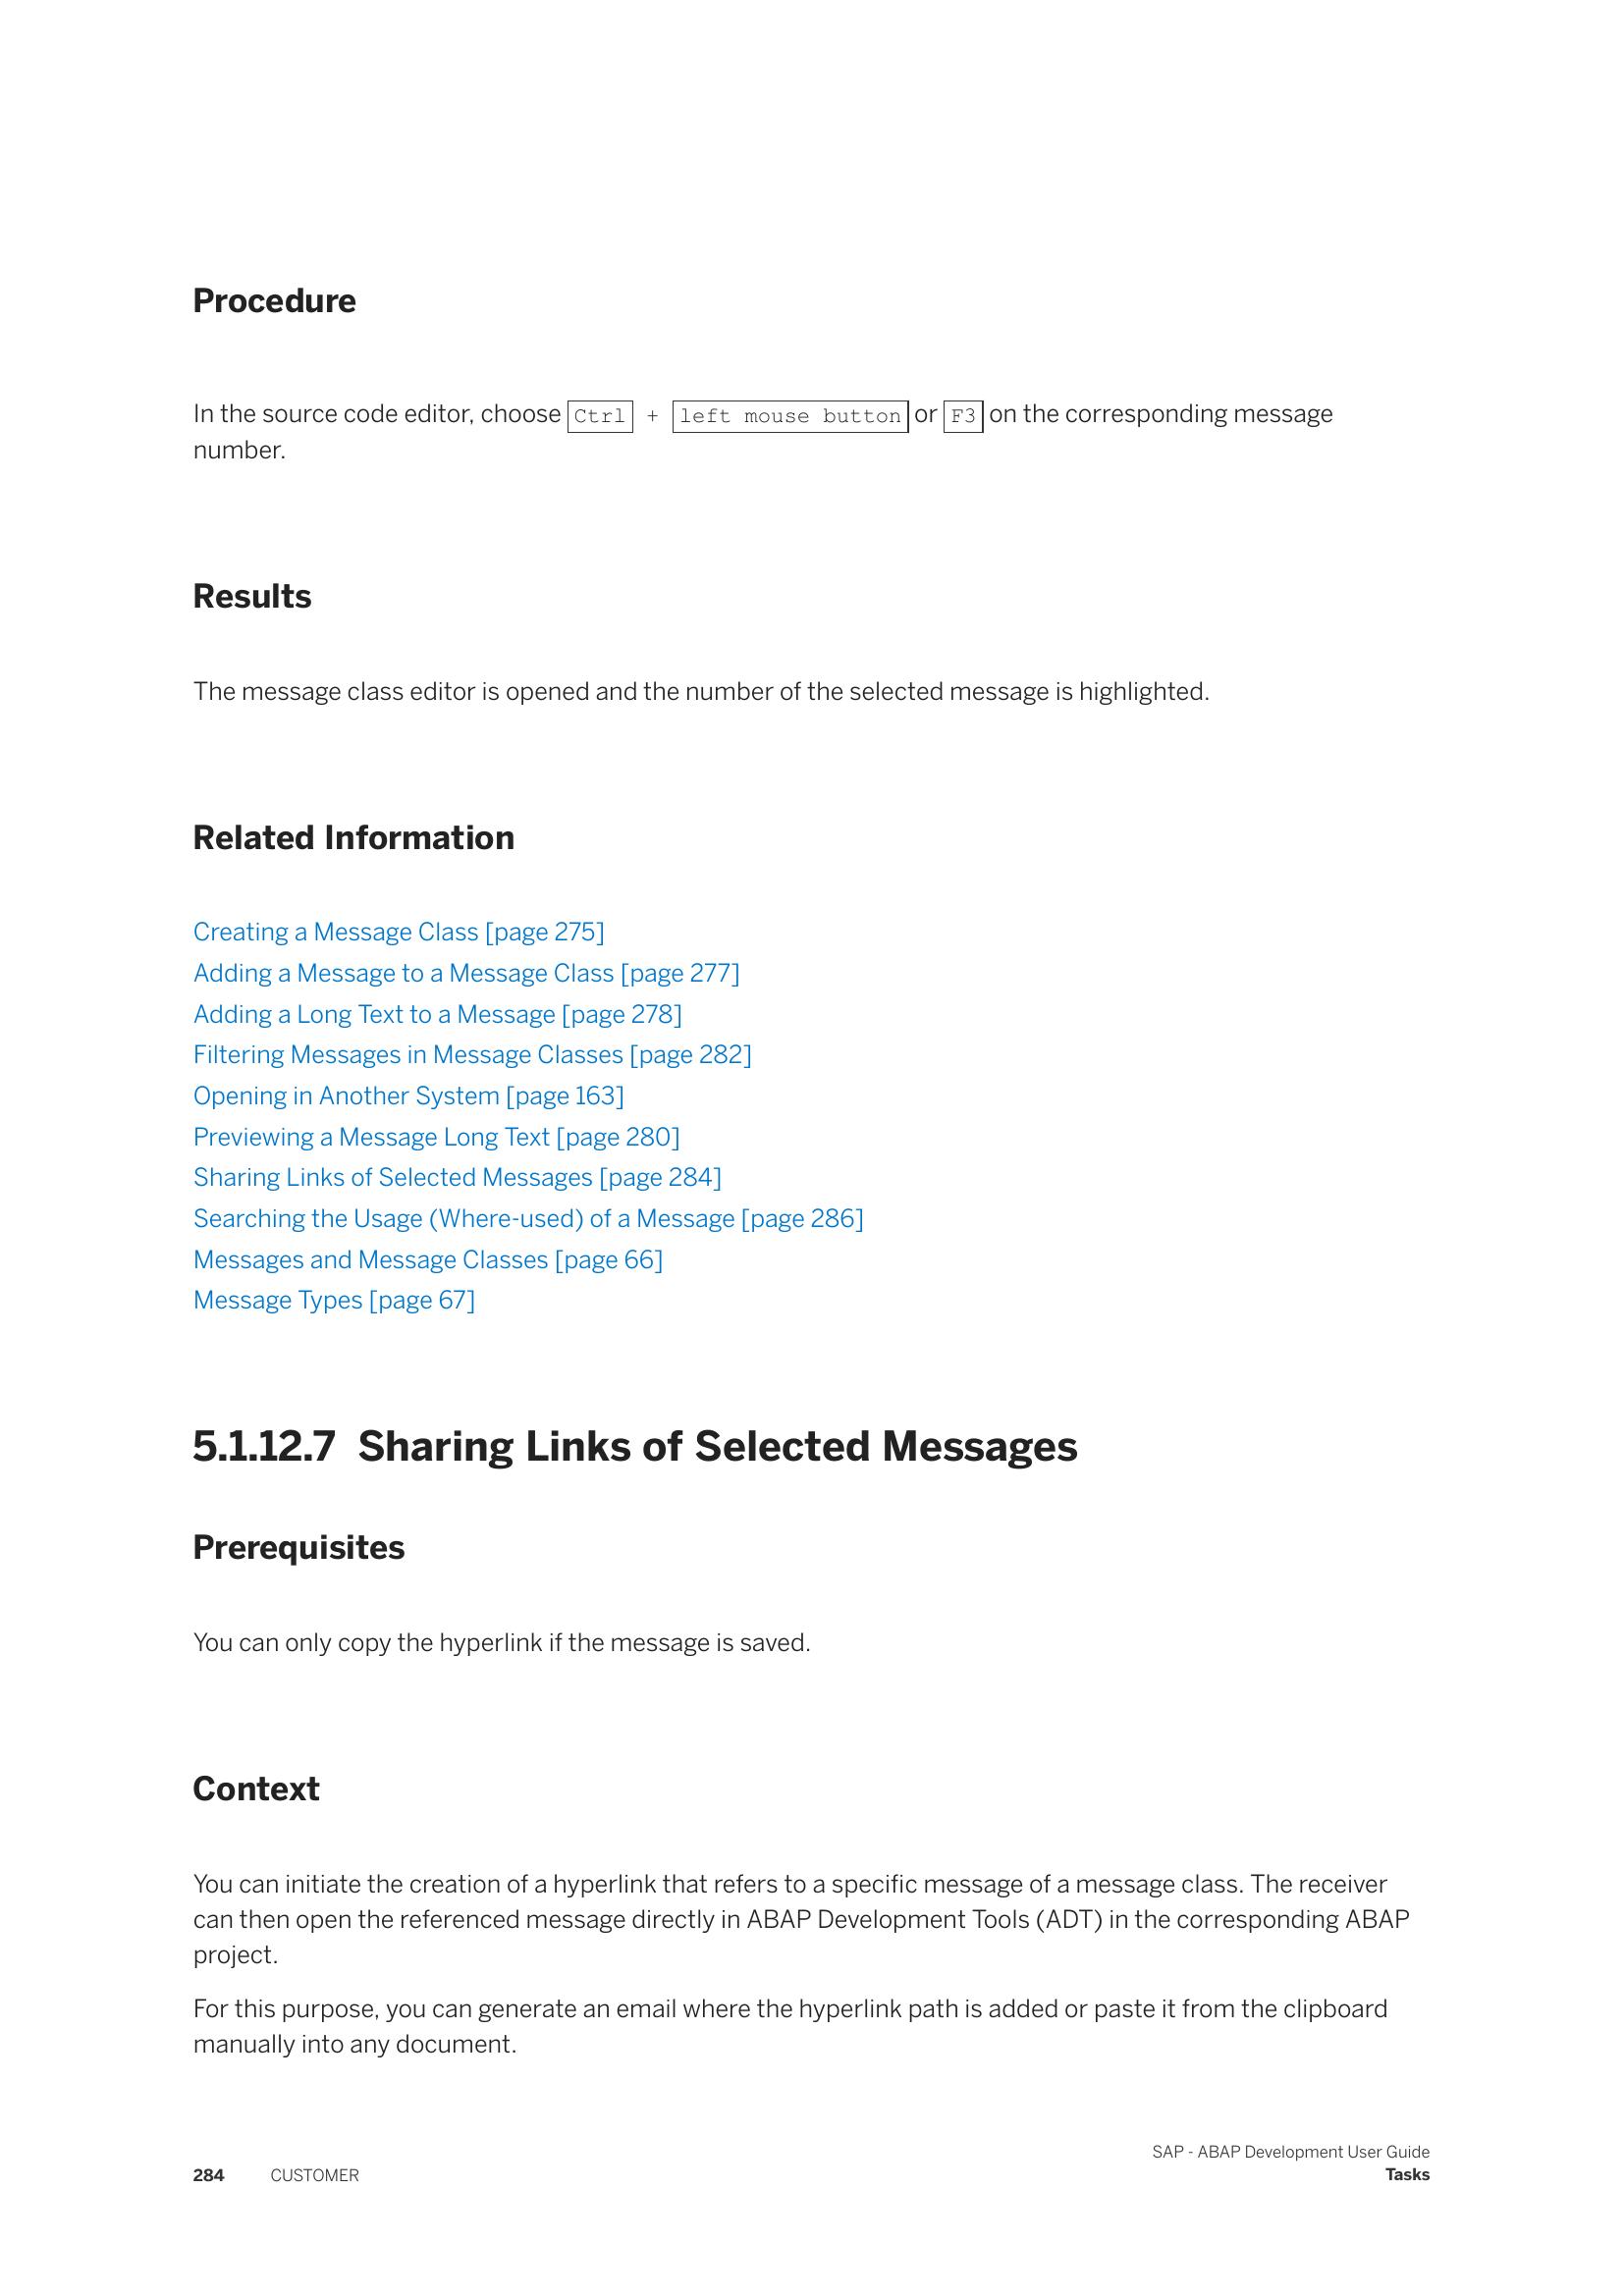 Procedure
In the source code editor, choose Ctrl + left mouse button or F3 on the corresponding message
number.
Results
The message class editor is opened and the number of the selected message is highlighted.
Related Information
Creating a Message Class [page 275]
Adding a Message to a Message Class [page 277]
Adding a Long Text to a Message [page 278]
Filtering Messages in Message Classes [page 282]
Opening in Another System [page 163]
Previewing a Message Long Text [page 280]
Sharing Links of Selected Messages [page 284]
Searching the Usage (Where-used) of a Message [page 286]
Messages and Message Classes [page 66]
Message Types [page 67]
5.1.12.7 Sharing Links of Selected Messages
Prerequisites
You can only copy the hyperlink if the message is saved.
Context
You can initiate the creation of a hyperlink that refers to a specific message of a message class. The receiver
can then open the referenced message directly in ABAP Development Tools (ADT) in the corresponding ABAP
project.
For this purpose, you can generate an email where the hyperlink path is added or paste it from the clipboard
manually into any document.
SAP - ABAP Development User Guide
284 CUSTOMER Tasks